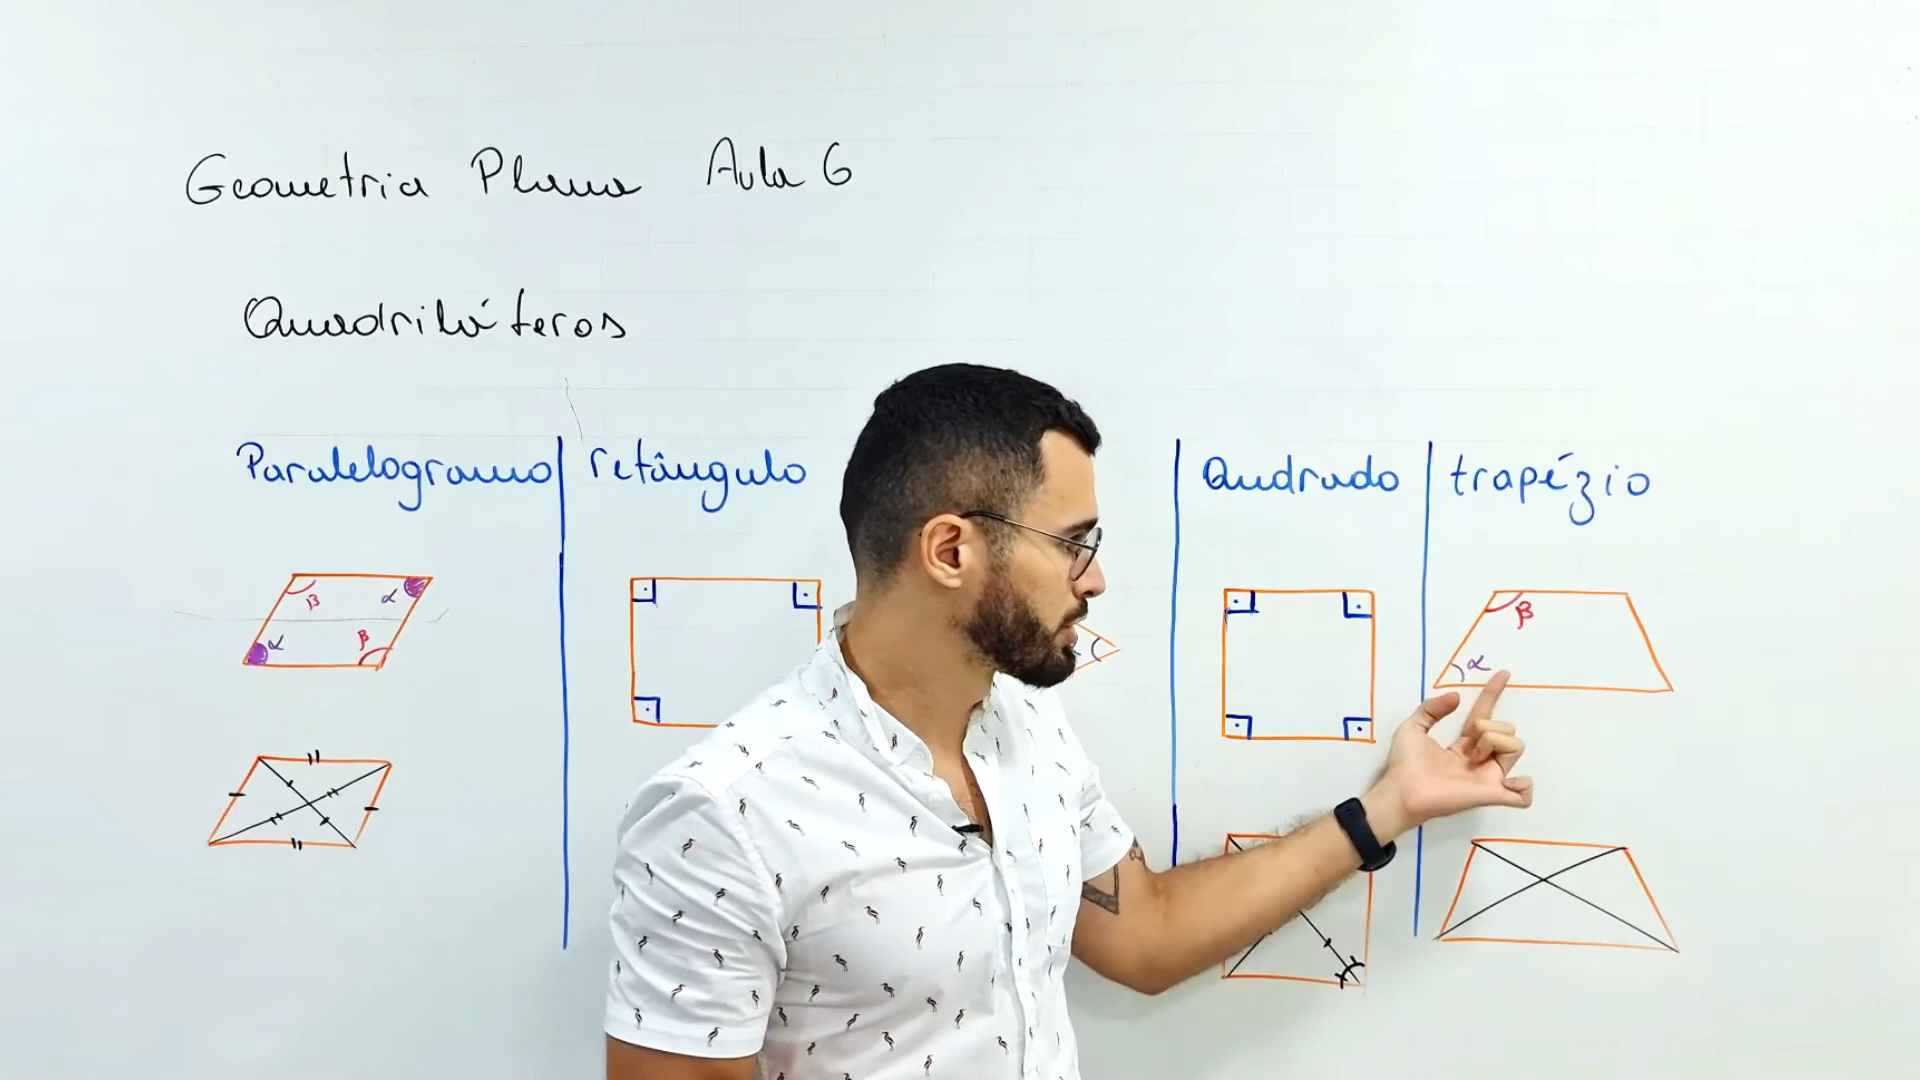 Geometria Plana Aula 6
Quadriláteros
Paralelogramo
retângulo
Quadrado
trapézio
β α
α β
β
α